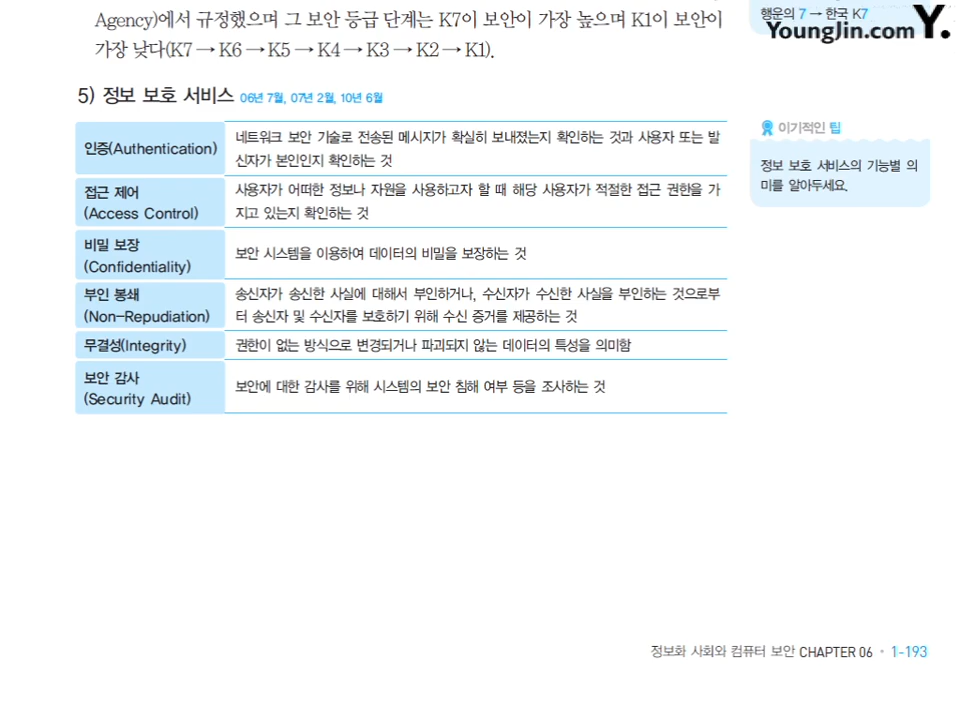 Agency)에서 규정했으며 그 보안 등급 단계는 K7이 보안이 가장 높으며 K1이 보안이
가장 낮다(K7 → K6 → K5 → K4 → K3 → K2 → K1).
행운의 7 → 한국 K7
YoungJin.com Y.
5) 정보 보호 서비스 06년 7월, 07년 2월, 10년 6월
인증(Authentication)
네트워크 보안 기술로 전송된 메시지가 확실히 보내졌는지 확인하는 것과 사용자 또는 발
신자가 본인인지 확인하는 것
접근 제어
(Access Control)
사용자가 어떠한 정보나 자원을 사용하고자 할 때 해당 사용자가 적절한 접근 권한을 가
지고 있는지 확인하는 것
비밀 보장
(Confidentiality)
보안 시스템을 이용하여 데이터의 비밀을 보장하는 것
부인 봉쇄
(Non-Repudiation)
송신자가 송신한 사실에 대해서 부인하거나, 수신자가 수신한 사실을 부인하는 것으로부
터 송신자 및 수신자를 보호하기 위해 수신 증거를 제공하는 것
무결성(Integrity)
권한이 없는 방식으로 변경되거나 파괴되지 않는 데이터의 특성을 의미함
보안 감사
(Security Audit)
보안에 대한 감사를 위해 시스템의 보안 침해 여부 등을 조사하는 것
이기적인 팁
정보 보호 서비스의 기능별 의
미를 알아두세요.
정보화 사회와 컴퓨터 보안 CHAPTER 06 • 1-193